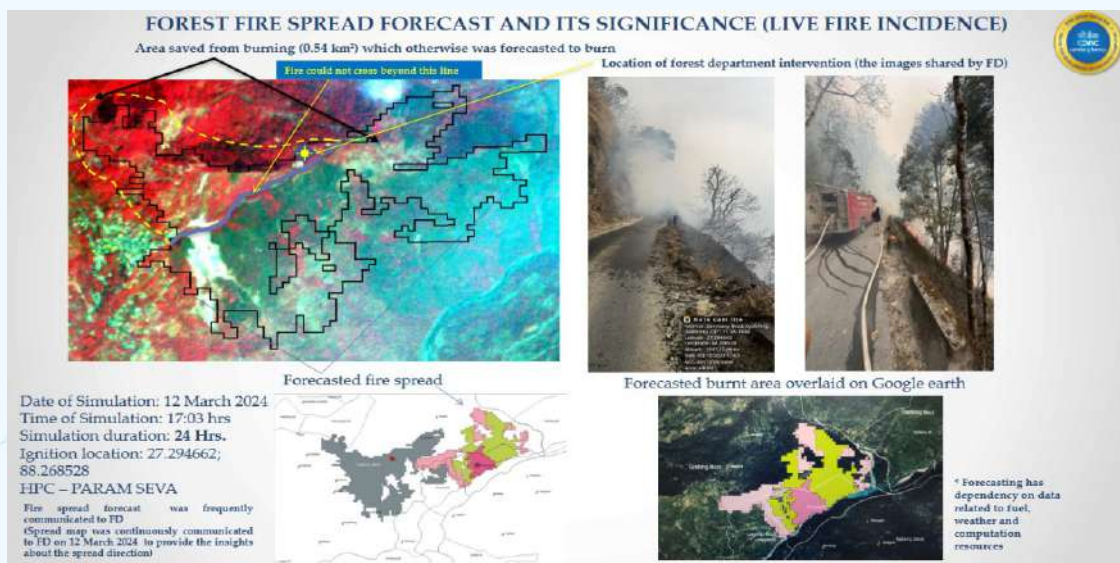 FOREST FIRE SPREAD FORECAST AND ITS SIGNIFICANCE (LIVE FIRE INCIDENCE)
Area saved from burning (0.54 km²) which otherwise was forecasted to burn
Fire could not cross beyond this line
Location of forest department intervention (the images shared by FD)
Forecasted fire spread
Forecasted burnt area overlaid on Google earth
Date of Simulation: 12 March 2024
Time of Simulation: 17:03 hrs
Simulation duration: 24 Hrs.
Ignition location: 27.294662;
88.268528
HPC – PARAM SEVA
Fire spread forecast was frequently
communicated to FD
(Spread map was continuously communicated
to FD on 12 March 2024 to provide the insights
about the spread direction)
* Forecasting has
dependency on data
related to fuel,
weather and
computation
resources